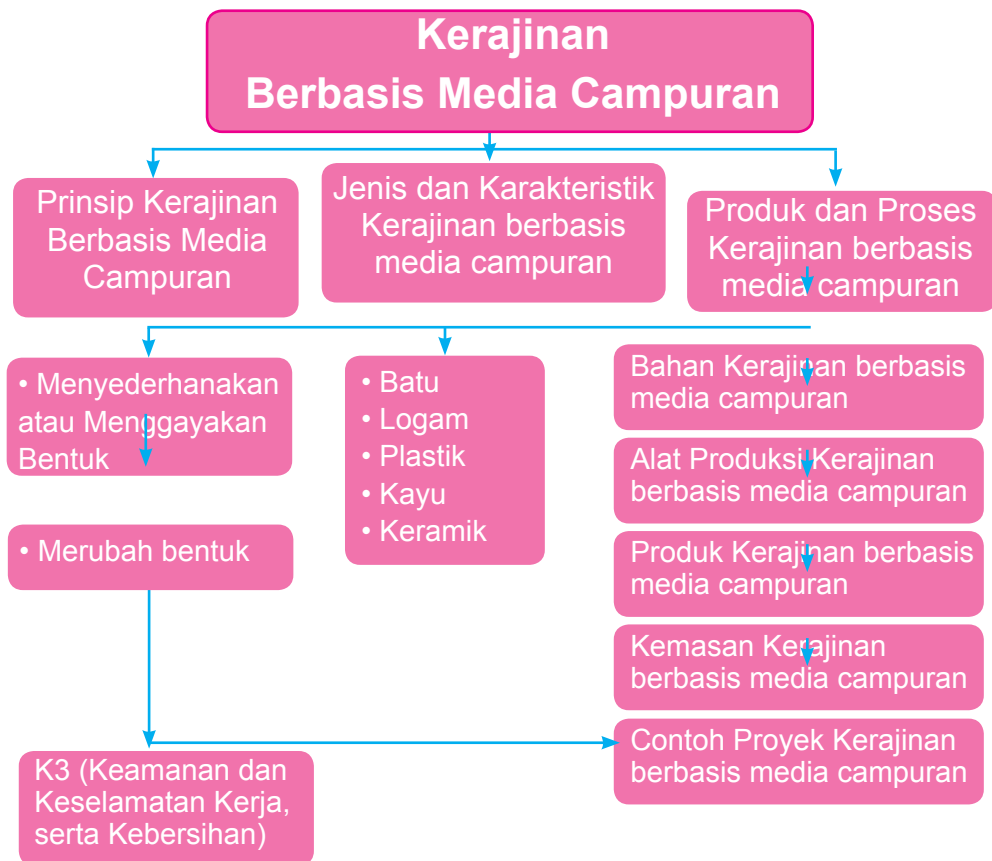 Kerajinan
Berbasis Media Campuran
Prinsip Kerajinan
Berbasis Media
Campuran
Jenis dan Karakteristik
Kerajinan berbasis
media campuran
Produk dan Proses
Kerajinan berbasis
media campuran
• Menyederhanakan
atau Menggayakan
Bentuk
• Merubah bentuk
• Batu
• Logam
• Plastik
• Kayu
• Keramik
Bahan Kerajinan berbasis
media campuran
Alat Produksi Kerajinan
berbasis media campuran
Produk Kerajinan berbasis
media campuran
Kemasan Kerajinan
berbasis media campuran
Contoh Proyek Kerajinan
berbasis media campuran
K3 (Keamanan dan
Keselamatan Kerja,
serta Kebersihan)